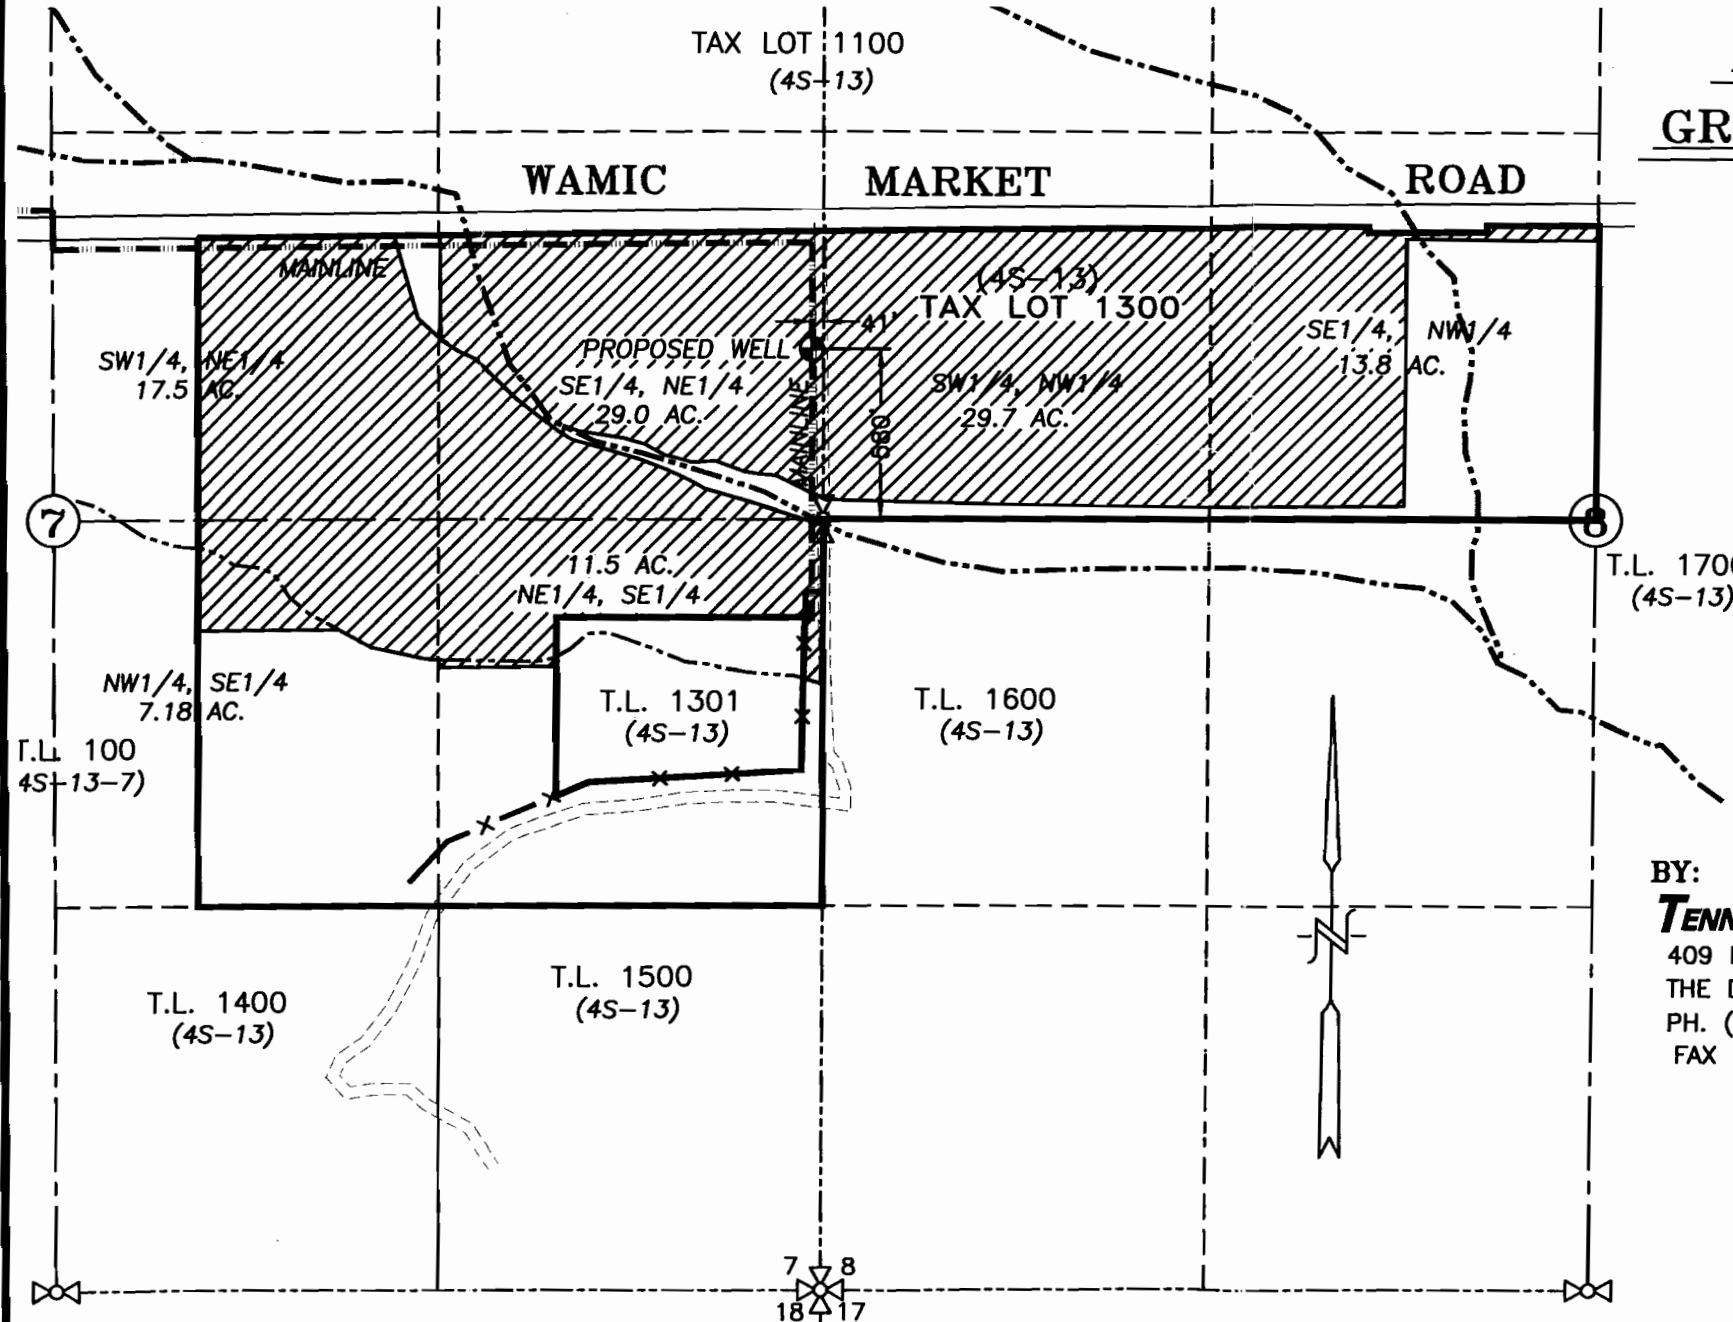 TAX LOT 1100
(4S-13)
GR
WAMIC MARKET ROAD
MAINLINE
(4S-13)
TAX LOT 1300
41'
SW1/4, NE1/4
17.5 AC.
PROPOSED WELL
SE1/4, NE1/4
29.0 AC.
MAINLINE
680'
SW1/4, NW1/4
29.7 AC.
SE1/4, NW1/4
13.8 AC.
7
8
11.5 AC.
NE1/4, SE1/4
T.L. 1700
(4S-13)
NW1/4, SE1/4
7.18 AC.
T.L. 1301
(4S-13)
T.L. 1600
(4S-13)
T.L. 100
4S-13-7)
BY:
TENN
409
THE D
PH. (
FAX
T.L. 1400
(4S-13)
T.L. 1500
(4S-13)
N
7 8
18 17